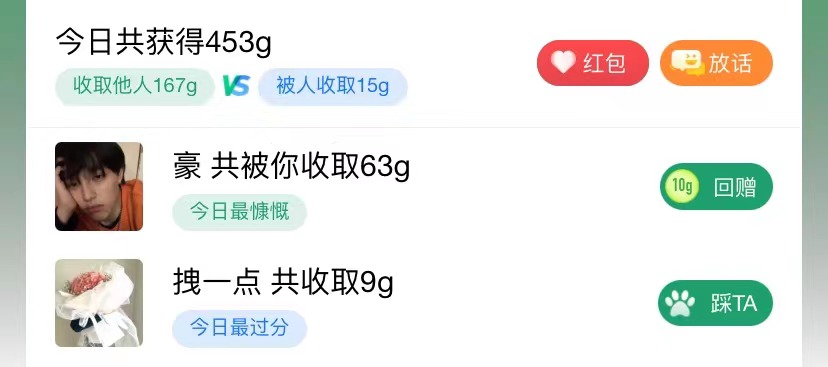 今日共获得453g
收取他人167g VS 被人收取15g
红包 放话
豪 共被你收取63g
今日最慷慨
10g 回赠
拽一点 共收取9g
今日最过分
踩TA